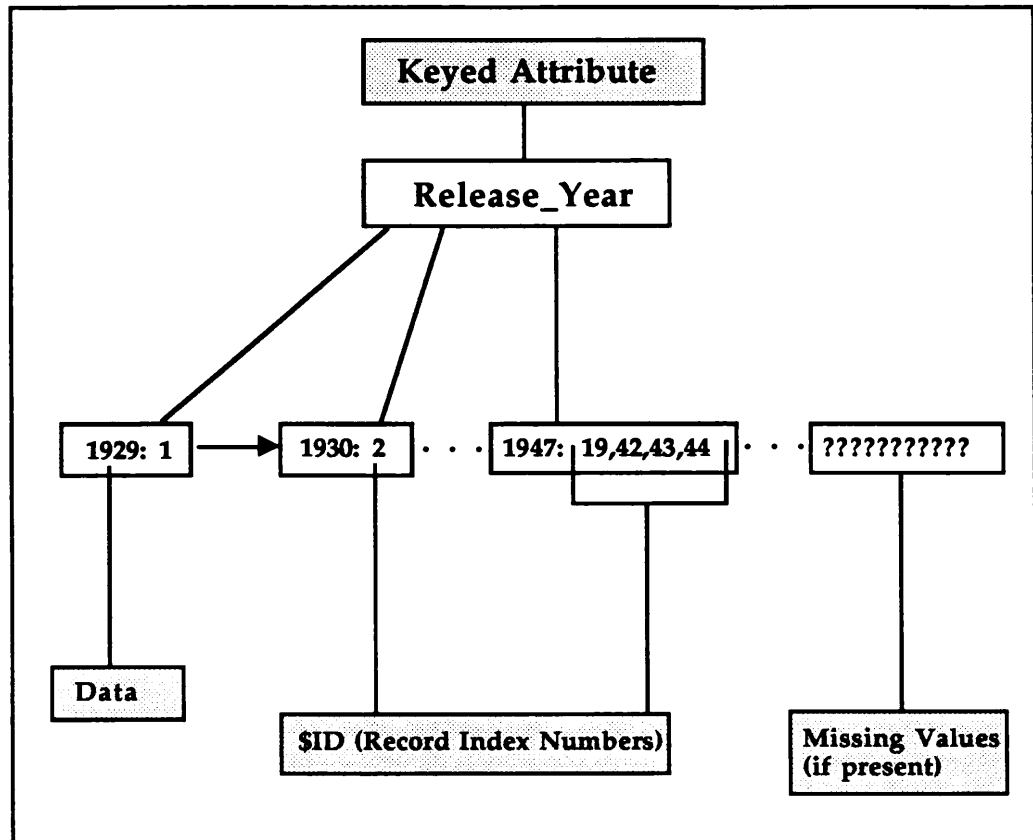 Keyed Attribute
Release_Year
1929: 1
1930: 2
. . .
1947: 19,42,43,44
. . .
???????????
Data
$ID (Record Index Numbers)
Missing Values
(if present)